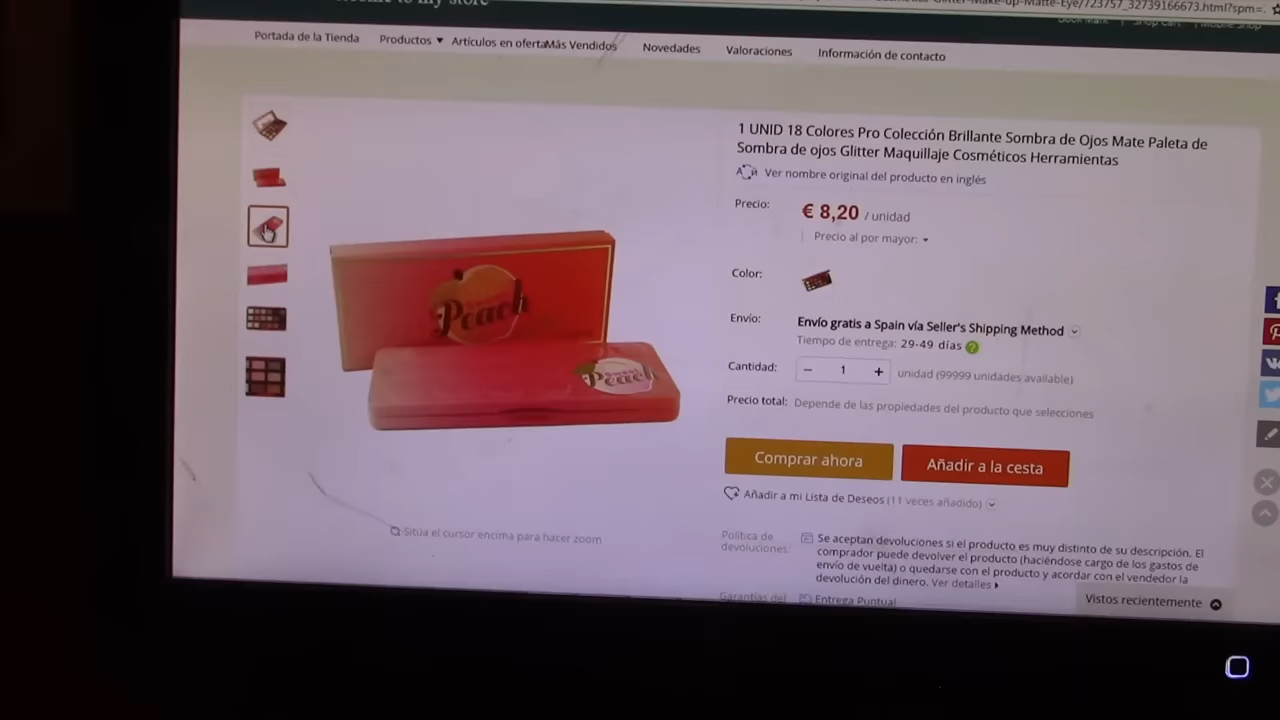 to my store
Portada de la Tienda Productos Artículos en oferta Más Vendidos Novedades Valoraciones Información de contacto
1 UNID 18 Colores Pro Colección Brillante Sombra de Ojos Mate Paleta de
Sombra de ojos Glitter Maquillaje Cosméticos Herramientas
Ver nombre original del producto en inglés
Precio: € 8,20 / unidad
Precio al por mayor:
Color:
Envío: Envío gratis a Spain vía Seller's Shipping Method
Tiempo de entrega: 29-49 días ?
Cantidad: − 1 + unidad (99999 unidades available)
Precio total: Depende de las propiedades del producto que selecciones
Comprar ahora Añadir a la cesta
Añadir a mi Lista de Deseos (11 veces añadido)
Política de devoluciones:
Se aceptan devoluciones si el producto es muy distinto de su descripción. El
comprador puede devolver el producto (haciéndose cargo de los gastos de
envío de vuelta) o quedarse con el producto y acordar con el vendedor la
devolución del dinero. Ver detalles
Garantías del Entrega Puntual
Vistos recientemente
Sitúa el cursor encima para hacer zoom
Peach
Peach